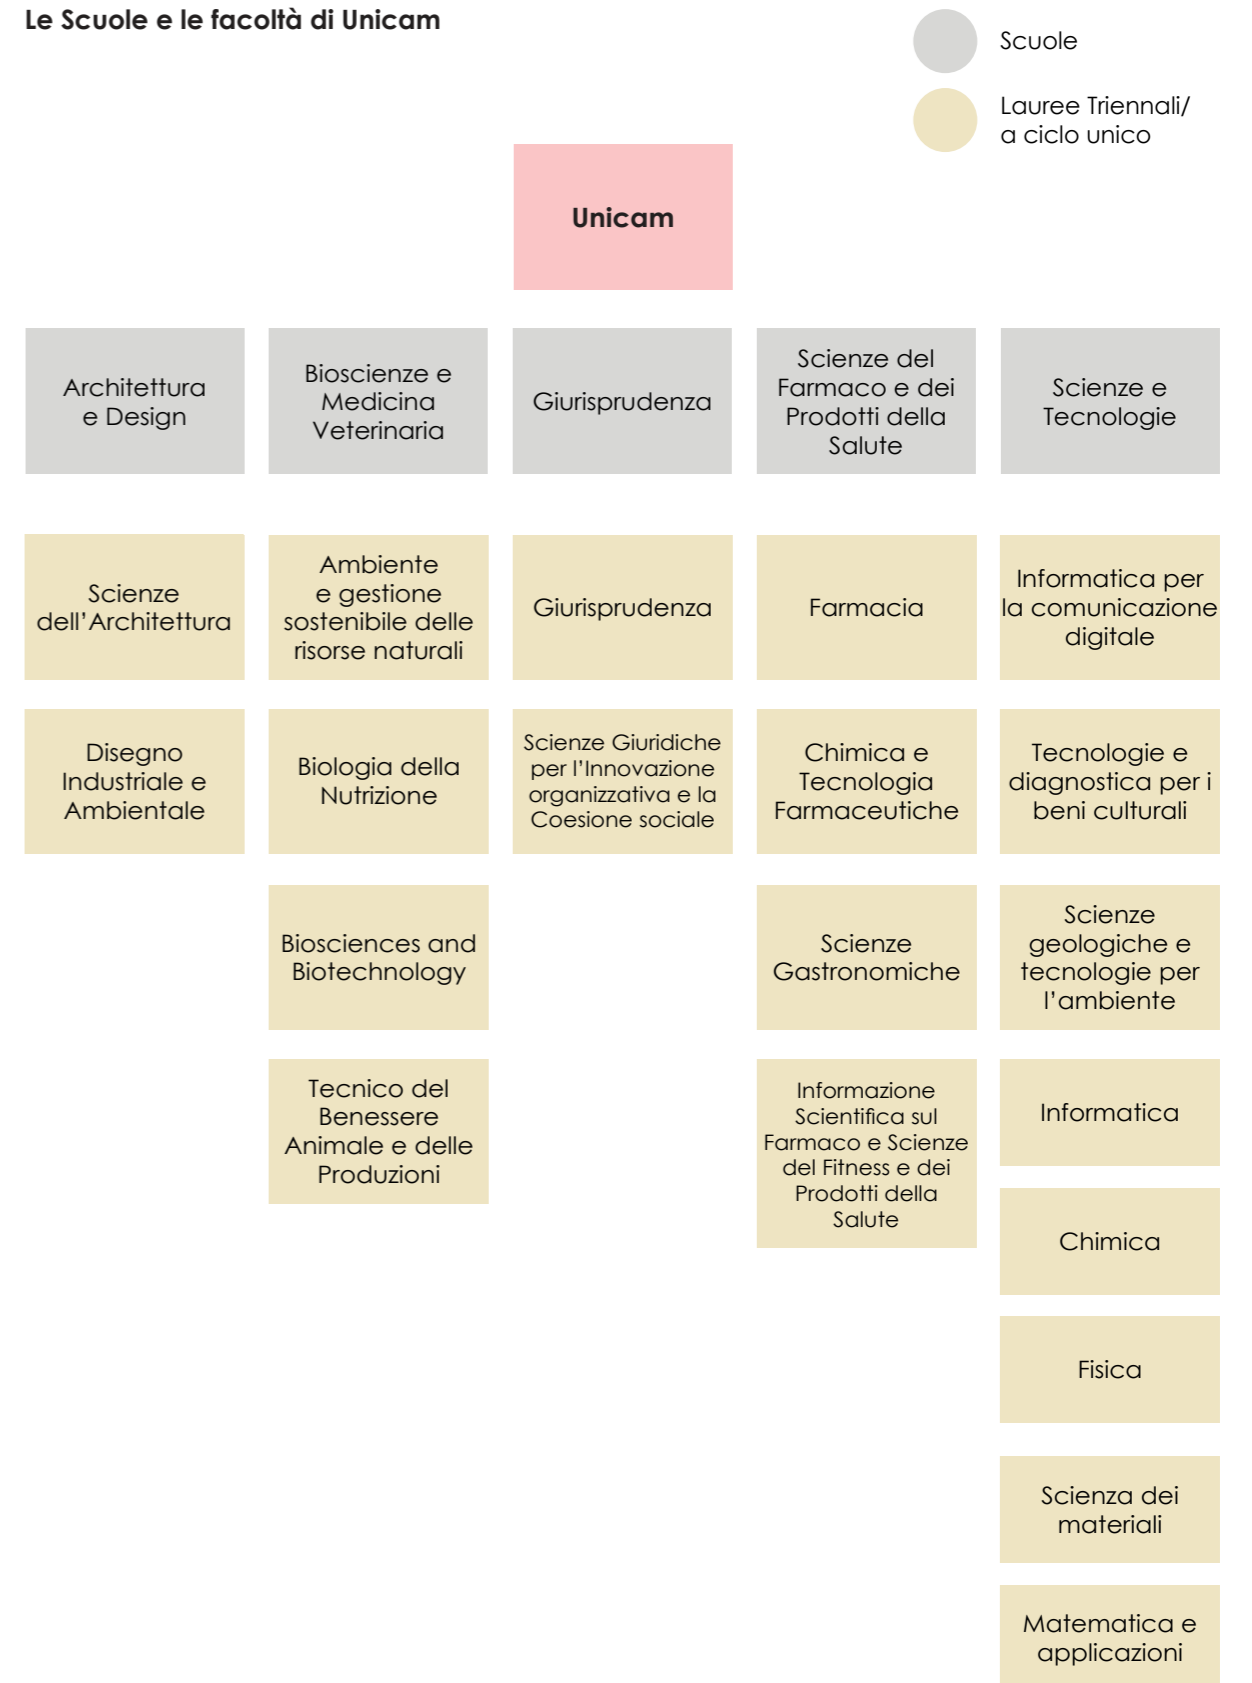 Le Scuole e le facoltà di Unicam
Scuole
Lauree Triennali/
a ciclo unico
Unicam
Architettura
e Design
Bioscienze e
Medicina
Veterinaria
Giurisprudenza
Scienze del
Farmaco e dei
Prodotti della
Salute
Scienze e
Tecnologie
Scienze
dell'Architettura
Ambiente
e gestione
sostenibile delle
risorse naturali
Giurisprudenza
Farmacia
Informatica per
la comunicazione
digitale
Disegno
Industriale e
Ambientale
Biologia della
Nutrizione
Scienze Giuridiche
per l'Innovazione
organizzativa e la
Coesione sociale
Chimica e
Tecnologia
Farmaceutiche
Tecnologie e
diagnostica per i
beni culturali
Biosciences and
Biotechnology
Scienze
Gastronomiche
Scienze
geologiche e
tecnologie per
l'ambiente
Tecnico del
Benessere
Animale e delle
Produzioni
Informazione
Scientifica sul
Farmaco e Scienze
del Fitness e dei
Prodotti della
Salute
Informatica
Chimica
Fisica
Scienza dei
materiali
Matematica e
applicazioni